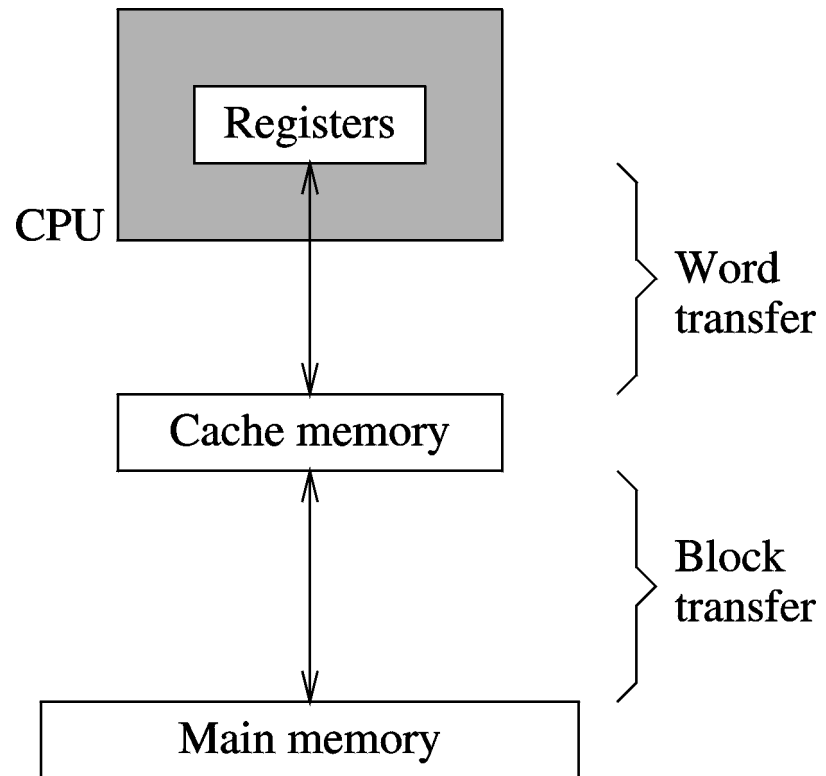 Registers
CPU
Word
transfer
Cache memory
Block
transfer
Main memory